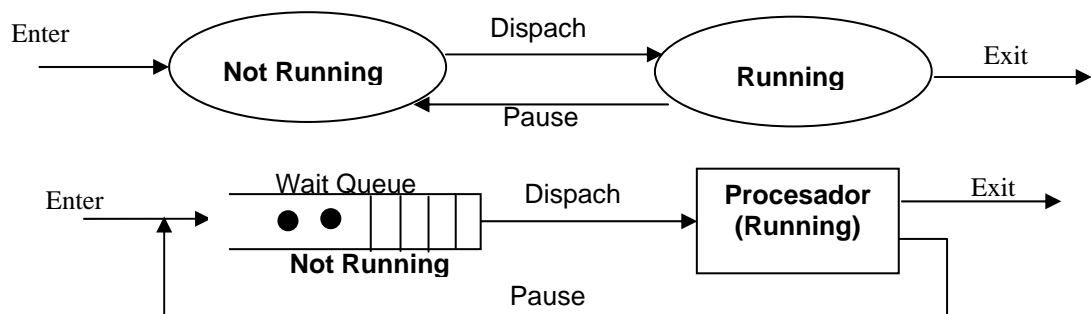 Enter
Dispach
Not Running
Running
Exit
Pause
Enter
Wait Queue
Not Running
Dispach
Procesador
(Running)
Exit
Pause